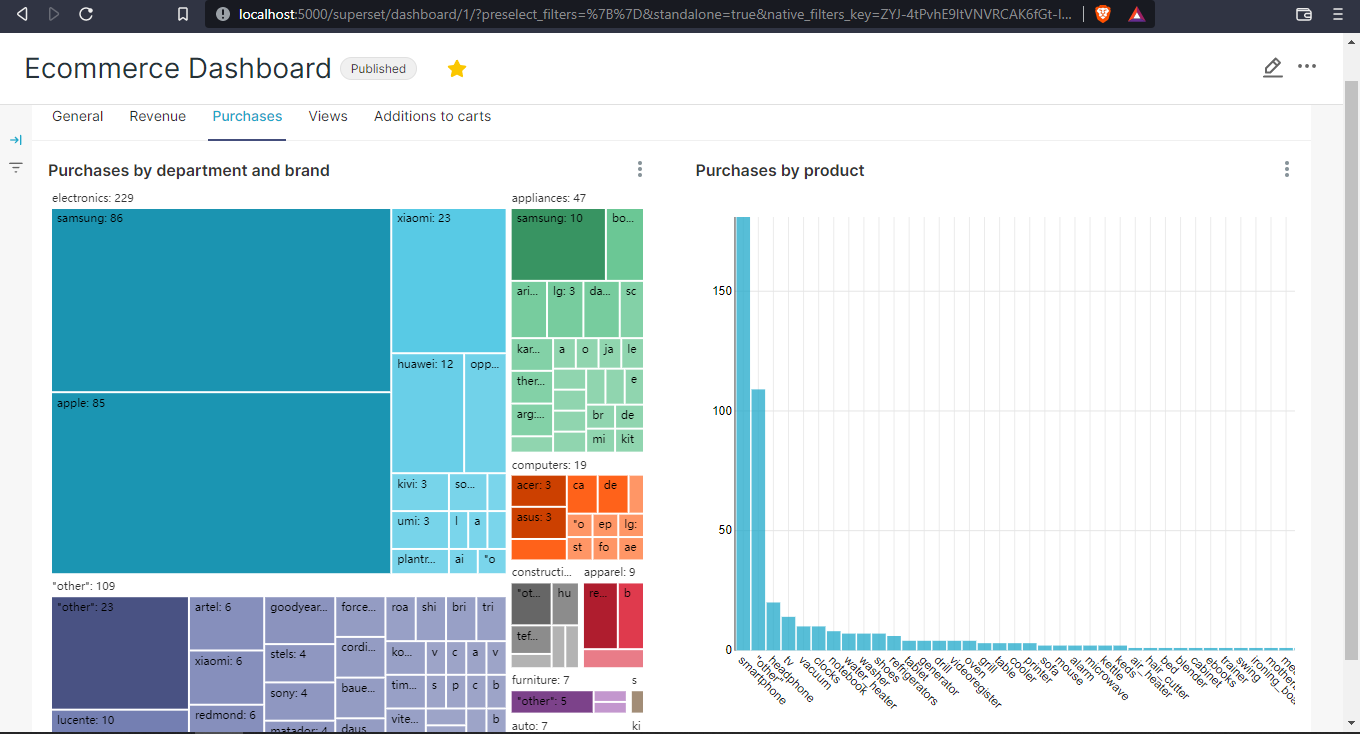 localhost:5000/superset/dashboard/1/?preselect_filters=%7B%7D&standalone=true&native_filters_key=ZYJ-4tPvhE9ltVNVRCAK6fGt-I...
Ecommerce Dashboard
Published
General Revenue Purchases Views Additions to carts
Purchases by department and brand
electronics: 229
samsung: 86
xiaomi: 23
huawei: 12
opp...
apple: 85
kivi: 3
so...
umi: 3
l
a
plantr...
ai
"o
appliances: 47
samsung: 10
bo...
ari...
lg: 3
da...
sc
kar...
a
o
ja
le
ther...
e
arg:...
br
de
mi
kit
computers: 19
acer: 3
ca
de
asus: 3
"o
ep
lg:
st
fo
ae
"other": 109
"other": 23
artel: 6
goodyear...
force...
roa
shi
bri
tri
xiaomi: 6
stels: 4
cordi...
ko...
v
c
a
v
sony: 4
baue...
tim...
s
p
c
b
lucente: 10
redmond: 6
matador: 4
daus
vite...
b
constructi...
"ot...
hu
tef...
apparel: 9
re...
b
furniture: 7
"other": 5
s
auto: 7
ki
Purchases by product
150
100
50
0
smartphone
"other"
headphone
tv
vacuum
clocks
notebook
water_heater
washer
shoes
refrigerators
tablet
generator
drill
videoregister
oven
grill
table
cooler
printer
sofa
mouse
alarm
microwave
kettle
keds
air_heater
hair_cutter
bed
blender
cabinet
ebooks
trainer
swing
ironing_boa
mother
me